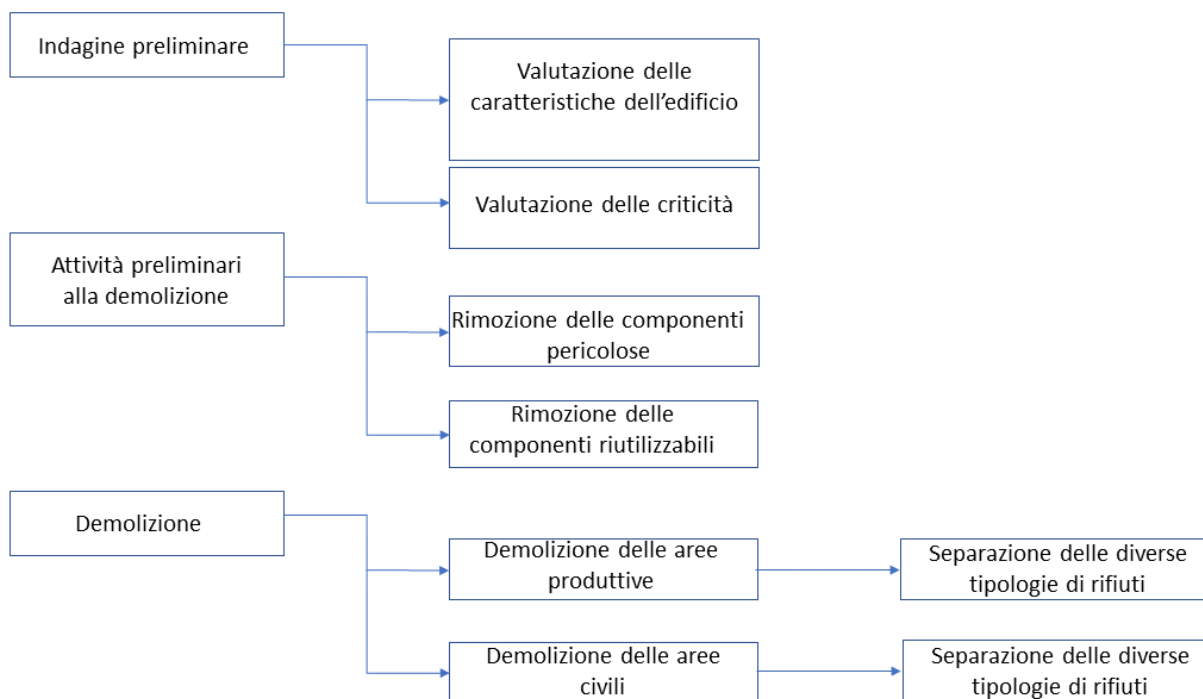 Indagine preliminare
Valutazione delle
caratteristiche dell'edificio
Valutazione delle criticità
Attività preliminari
alla demolizione
Rimozione delle componenti
pericolose
Rimozione delle
componenti riutilizzabili
Demolizione
Demolizione delle aree
produttive
Separazione delle diverse
tipologie di rifiuti
Demolizione delle aree
civili
Separazione delle diverse
tipologie di rifiuti